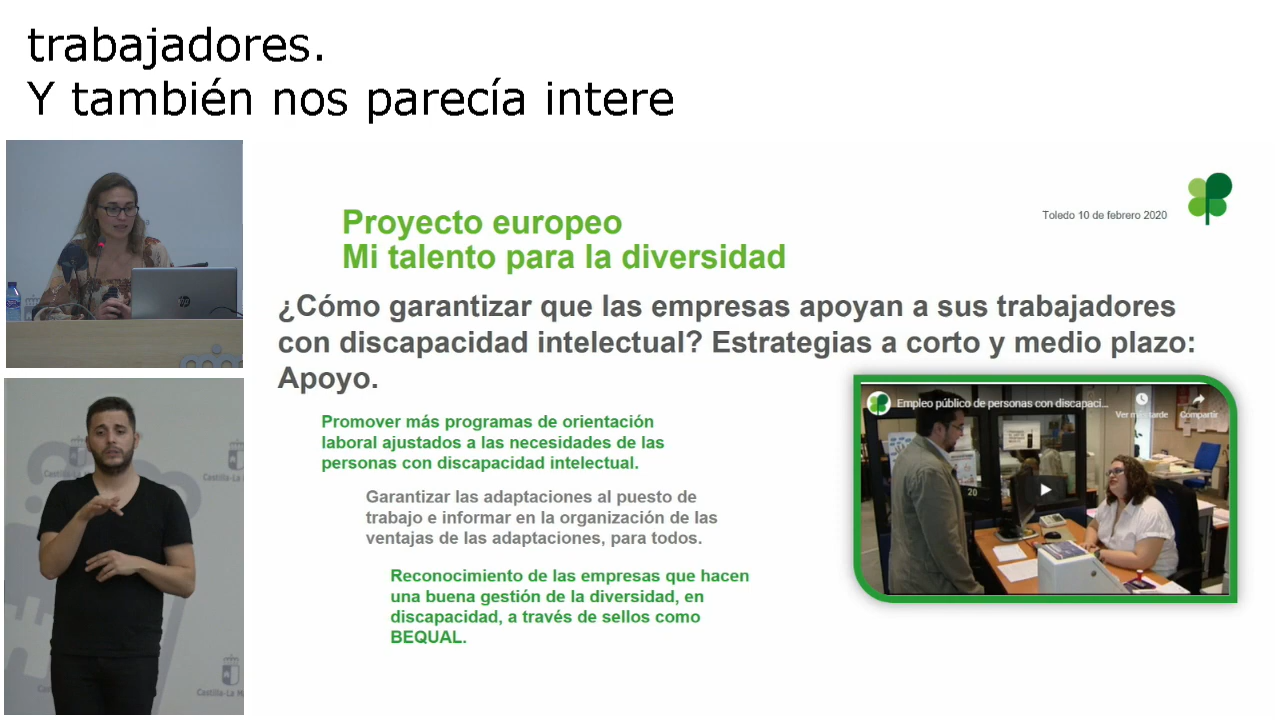 trabajadores.
Y también nos parecía intere
Proyecto europeo
Mi talento para la diversidad
Toledo 10 de febrero 2020
¿Cómo garantizar que las empresas apoyan a sus trabajadores
con discapacidad intelectual? Estrategias a corto y medio plazo:
Apoyo.
Promover más programas de orientación
laboral ajustados a las necesidades de las
personas con discapacidad intelectual.
Garantizar las adaptaciones al puesto de
trabajo e informar en la organización de las
ventajas de las adaptaciones, para todos.
Reconocimiento de las empresas que hacen
una buena gestión de la diversidad, en
discapacidad, a través de sellos como
BEQUAL.
Empleo público de personas con discapaci...
Ver más tarde
Compartir
20
hp
Castilla-La M